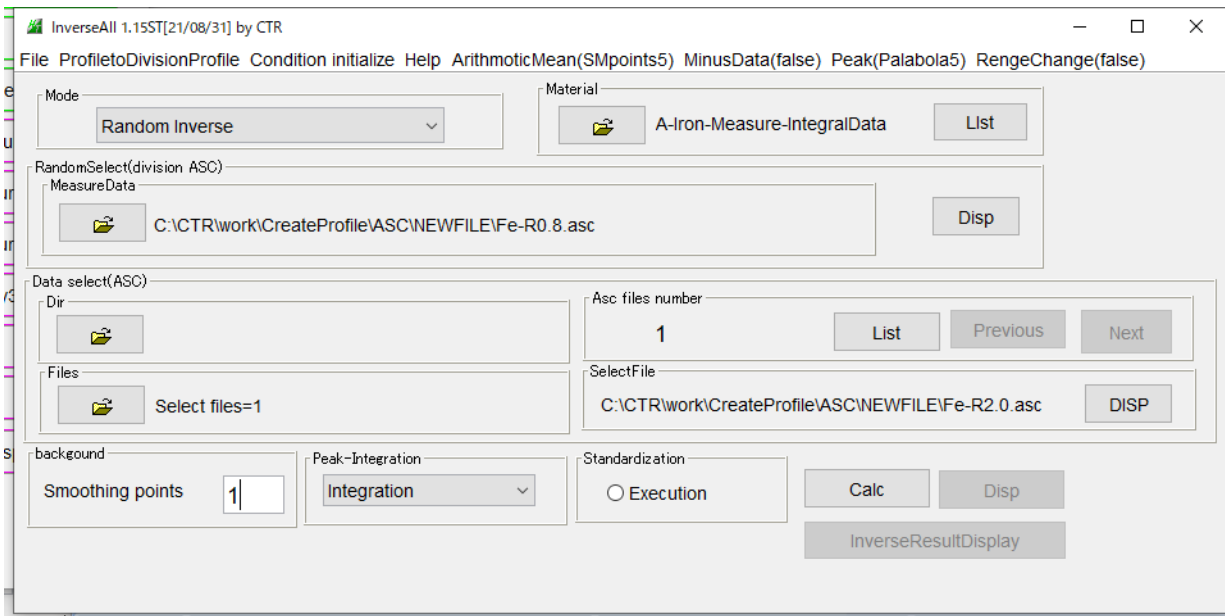 InverseAll 1.15ST[21/08/31] by CTR
File ProfiletoDivisionProfile Condition initialize Help ArithmoticMean(SMpoints5) MinusData(false) Peak(Palabola5) RengeChange(false)
Mode
Random Inverse
Material
A-Iron-Measure-IntegralData
LIst
RandomSelect(division ASC)
MeasureData
C:\CTR\work\CreateProfile\ASC\NEWFILE\Fe-R0.8.asc
Disp
Data select(ASC)
Dir
Asc files number
1
List
Previous
Next
Files
Select files=1
SelectFile
C:\CTR\work\CreateProfile\ASC\NEWFILE\Fe-R2.0.asc
DISP
backgound
Smoothing points
1
Peak-Integration
Integration
Standardization
Execution
Calc
Disp
InverseResultDisplay